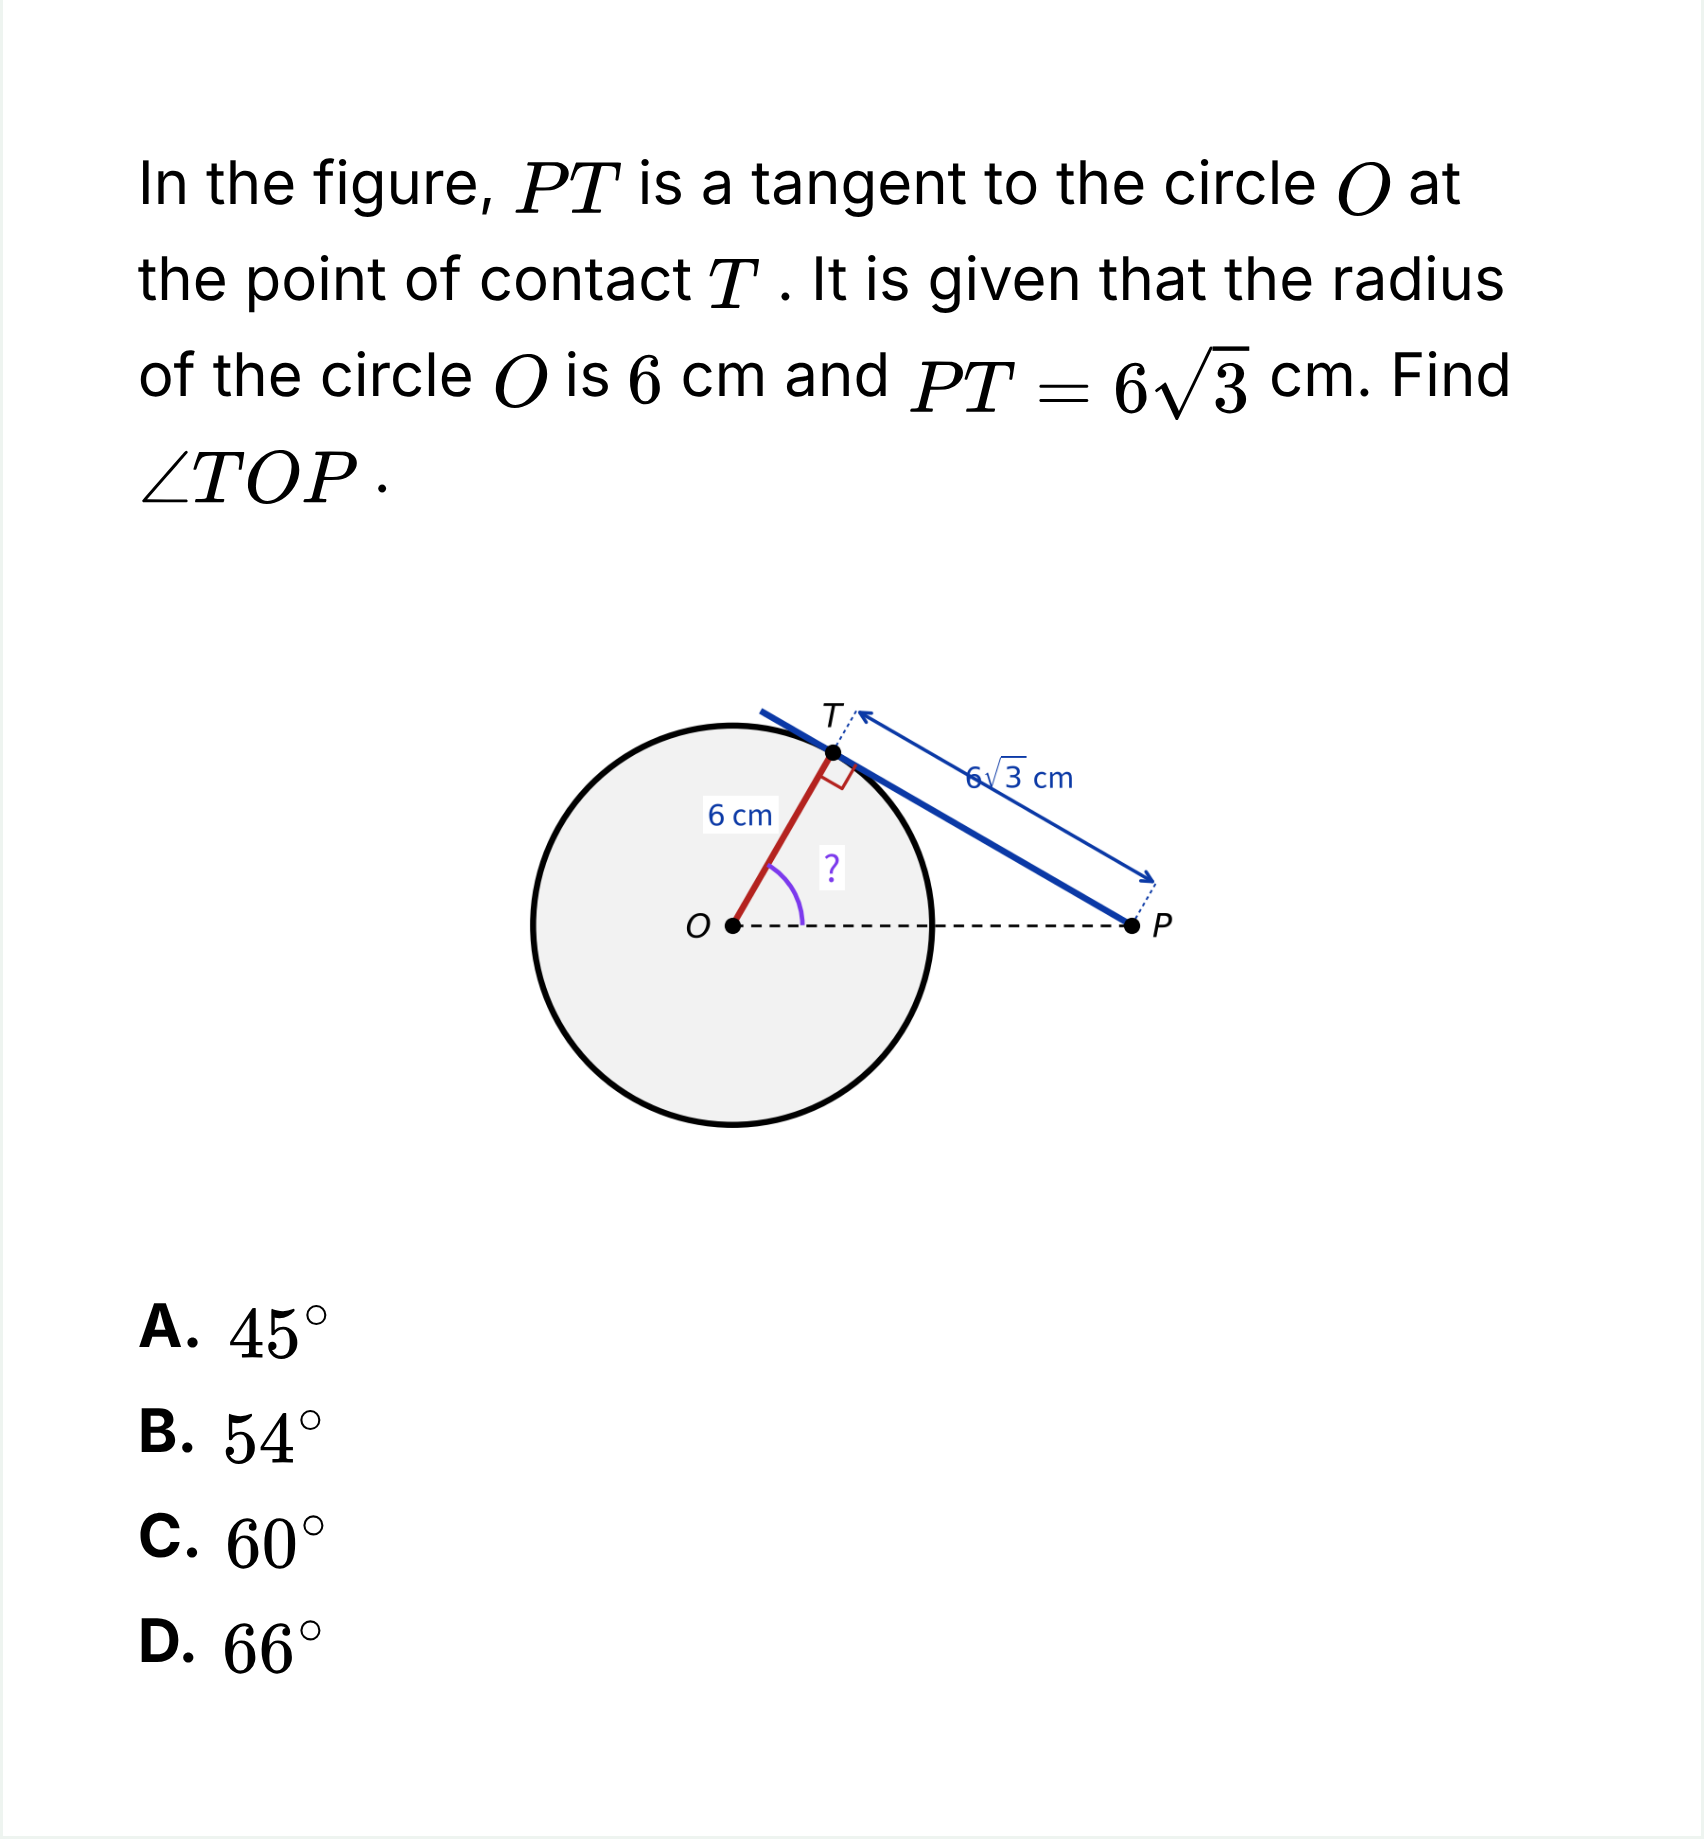 In the figure, PT is a tangent to the circle O at
the point of contact T . It is given that the radius
of the circle O is 6 cm and PT = 6√3 cm. Find
∠TOP .
T
6√3 cm
6 cm
?
O
P
A. 45°
B. 54°
C. 60°
D. 66°